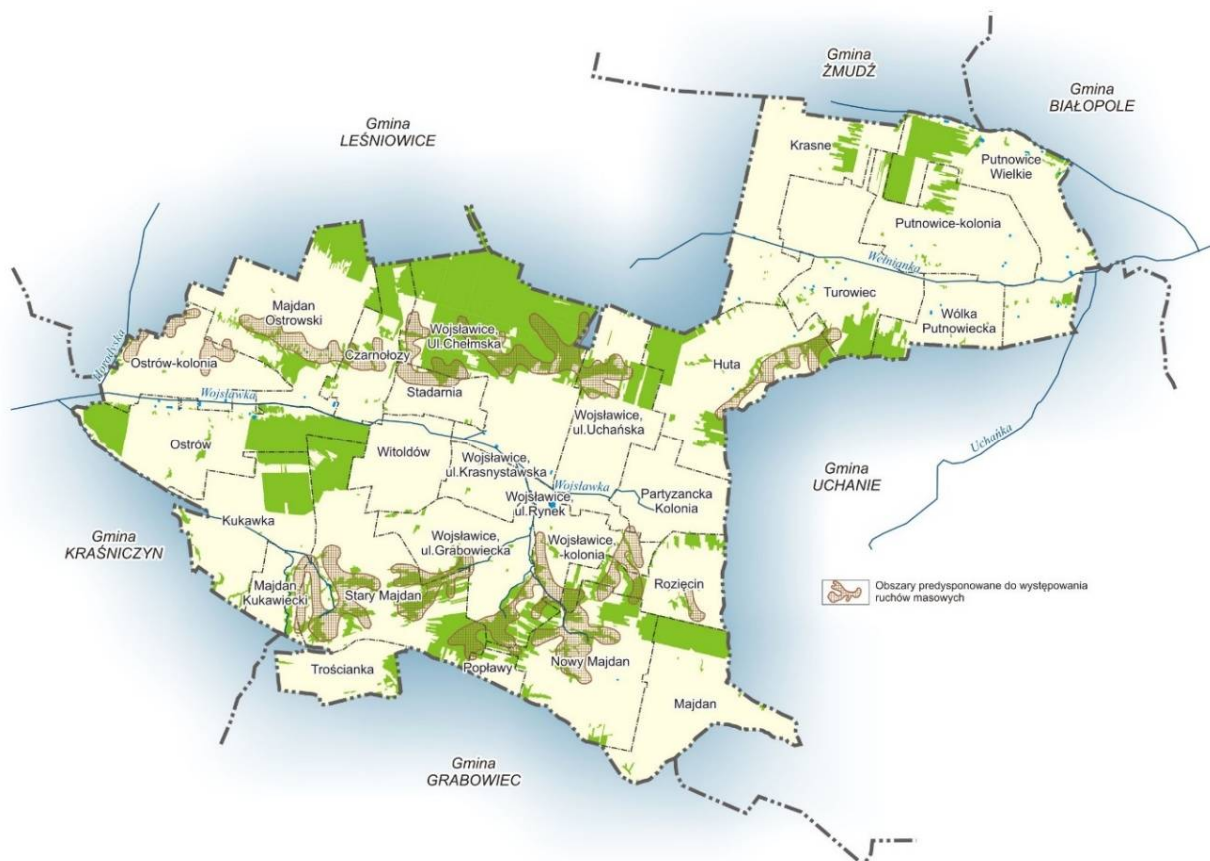 Gmina
ŻMUDŹ
Gmina
BIAŁOPOLE
Gmina
LEŚNIOWICE
Krasne
Putnowice
Wielkie
Putnowice-kolonia
Wełnianka
Turowiec
Wólka
Putnowiecka
Majdan
Ostrowski
Wojsławice,
Ul.Chełmska
Czarnołozy
Horodyska
Ostrów-kolonia
Huta
Stadarnia
Wojsławka
Wojsławice,
ul.Uchańska
Ostrów
Witoldów
Wojsławice,
ul.Krasnystawska
Uchańka
Gmina
UCHANIE
Wojsławka
Partyzancka
Kolonia
Wojsławice,
ul.Rynek
Kukawka
Gmina
KRAŚNICZYN
Wojsławice,
ul.Grabowiecka
Wojsławice,
-kolonia
Majdan
Kukawiecki
Stary Majdan
Rozięcin
Obszary predysponowane do występowania
ruchów masowych
Trościanka
Popławy
Nowy Majdan
Majdan
Gmina
GRABOWIEC